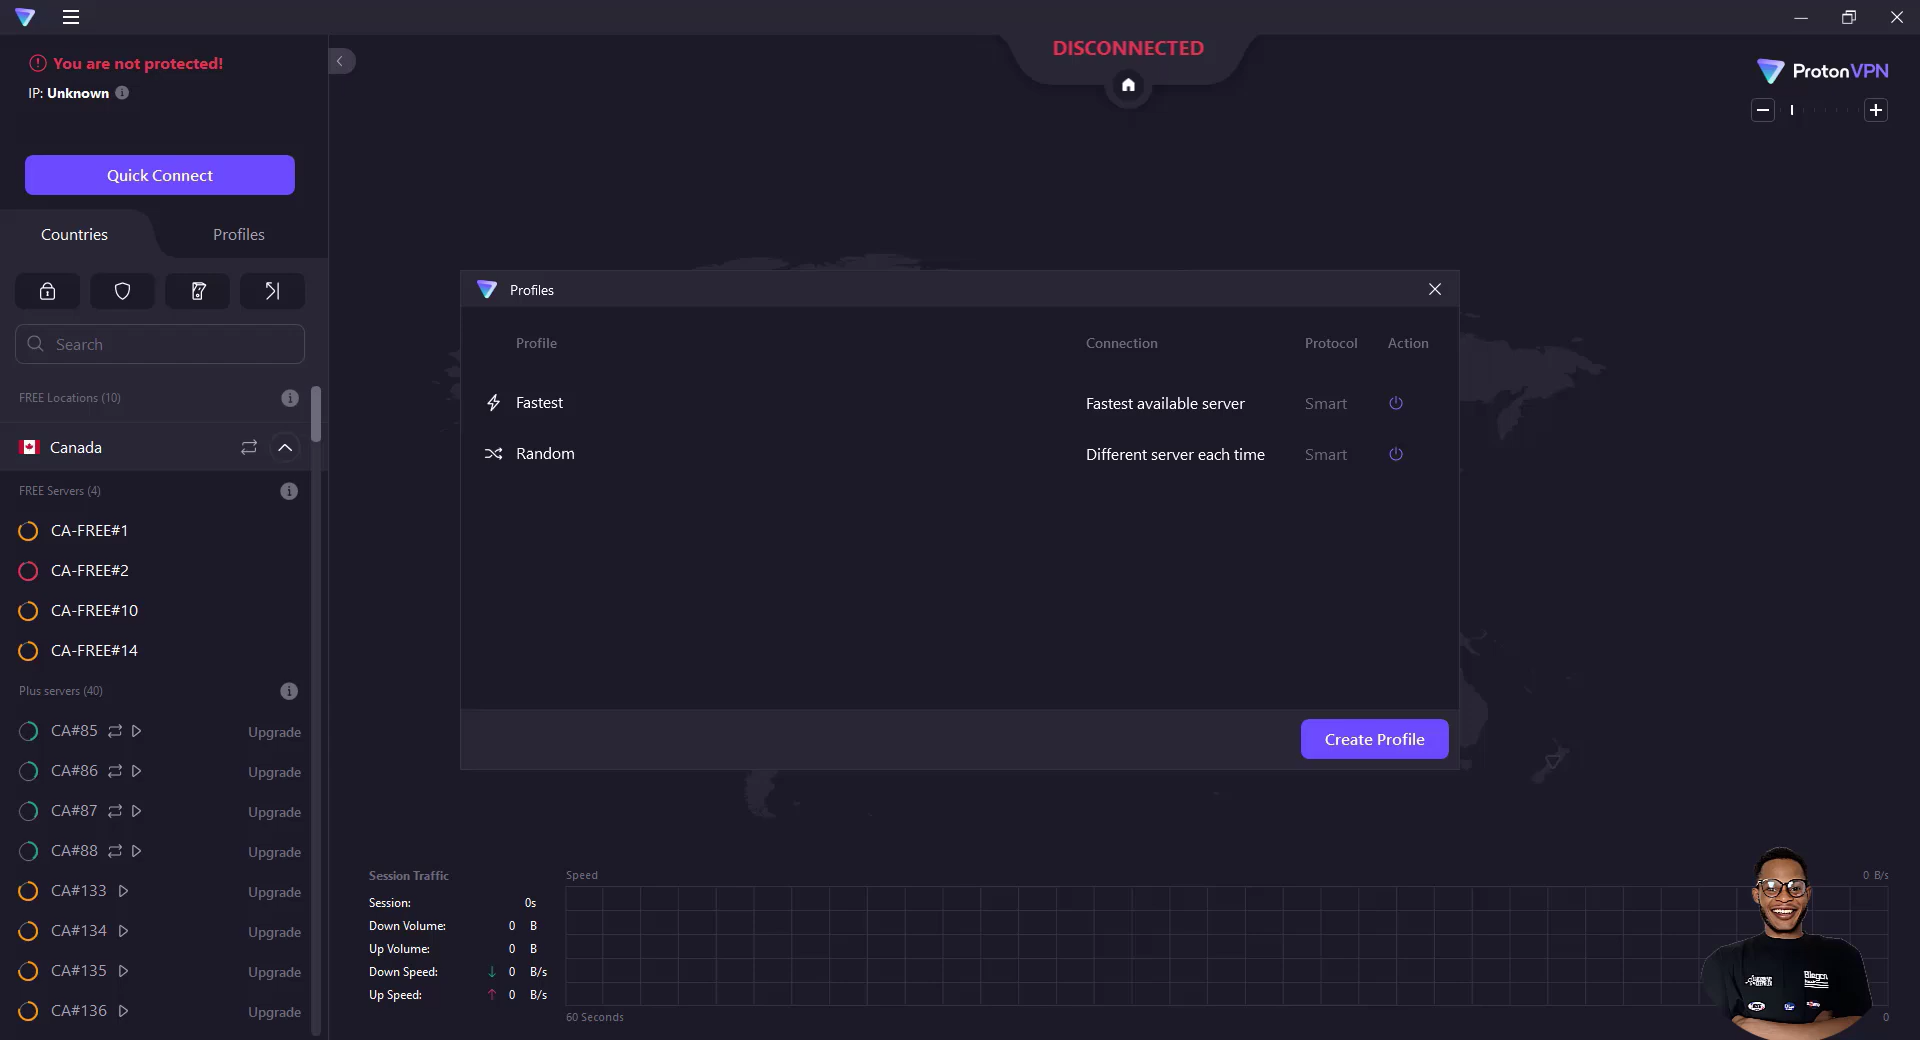 DISCONNECTED
You are not protected!
IP: Unknown
ProtonVPN
Quick Connect
Countries
Profiles
Search
FREE Locations (10)
Canada
FREE Servers (4)
CA-FREE#1
CA-FREE#2
CA-FREE#10
CA-FREE#14
Plus servers (40)
CA#85 Upgrade
CA#86 Upgrade
CA#87 Upgrade
CA#88 Upgrade
CA#133 Upgrade
CA#134 Upgrade
CA#135 Upgrade
CA#136 Upgrade
Profiles
Profile Connection Protocol Action
Fastest Fastest available server Smart
Random Different server each time Smart
Create Profile
Session Traffic
Session: 0s
Down Volume: 0 B
Up Volume: 0 B
Down Speed: 0 B/s
Up Speed: 0 B/s
Speed
0 B/s
60 Seconds
0